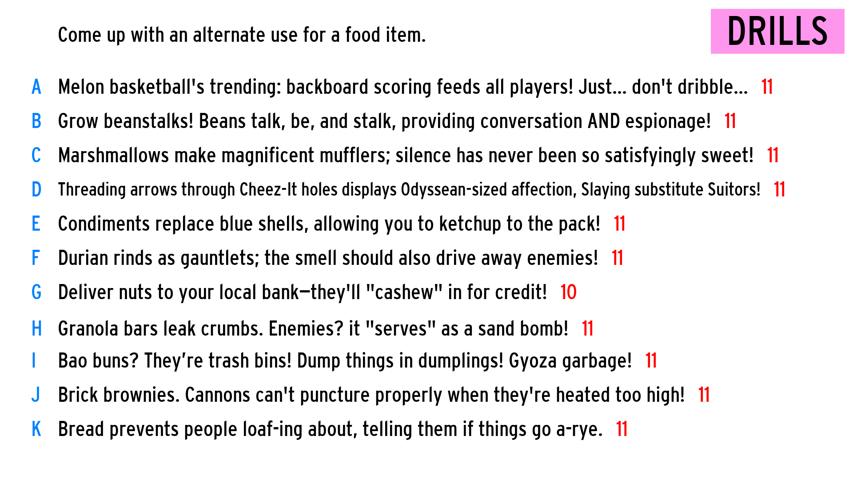 Come up with an alternate use for a food item.
DRILLS
A Melon basketball's trending: backboard scoring feeds all players! Just... don't dribble... 11
B Grow beanstalks! Beans talk, be, and stalk, providing conversation AND espionage! 11
C Marshmallows make magnificent mufflers; silence has never been so satisfyingly sweet! 11
D Threading arrows through Cheez-It holes displays Odyssean-sized affection, Slaying substitute Suitors! 11
E Condiments replace blue shells, allowing you to ketchup to the pack! 11
F Durian rinds as gauntlets; the smell should also drive away enemies! 11
G Deliver nuts to your local bank—they'll "cashew" in for credit! 10
H Granola bars leak crumbs. Enemies? it "serves" as a sand bomb! 11
I Bao buns? They’re trash bins! Dump things in dumplings! Gyoza garbage! 11
J Brick brownies. Cannons can't puncture properly when they're heated too high! 11
K Bread prevents people loaf-ing about, telling them if things go a-rye. 11